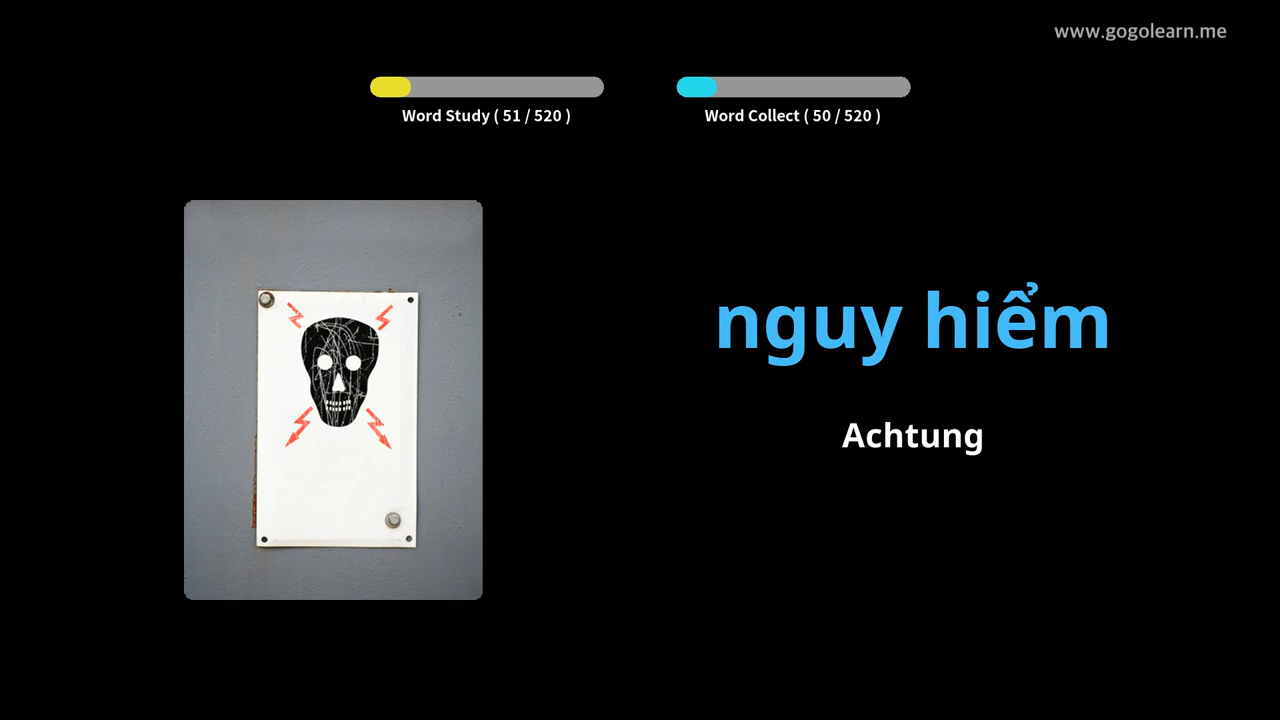 www.gogolearn.me
Word Study ( 51 / 520 )
Word Collect ( 50 / 520 )
nguy hiểm
Achtung